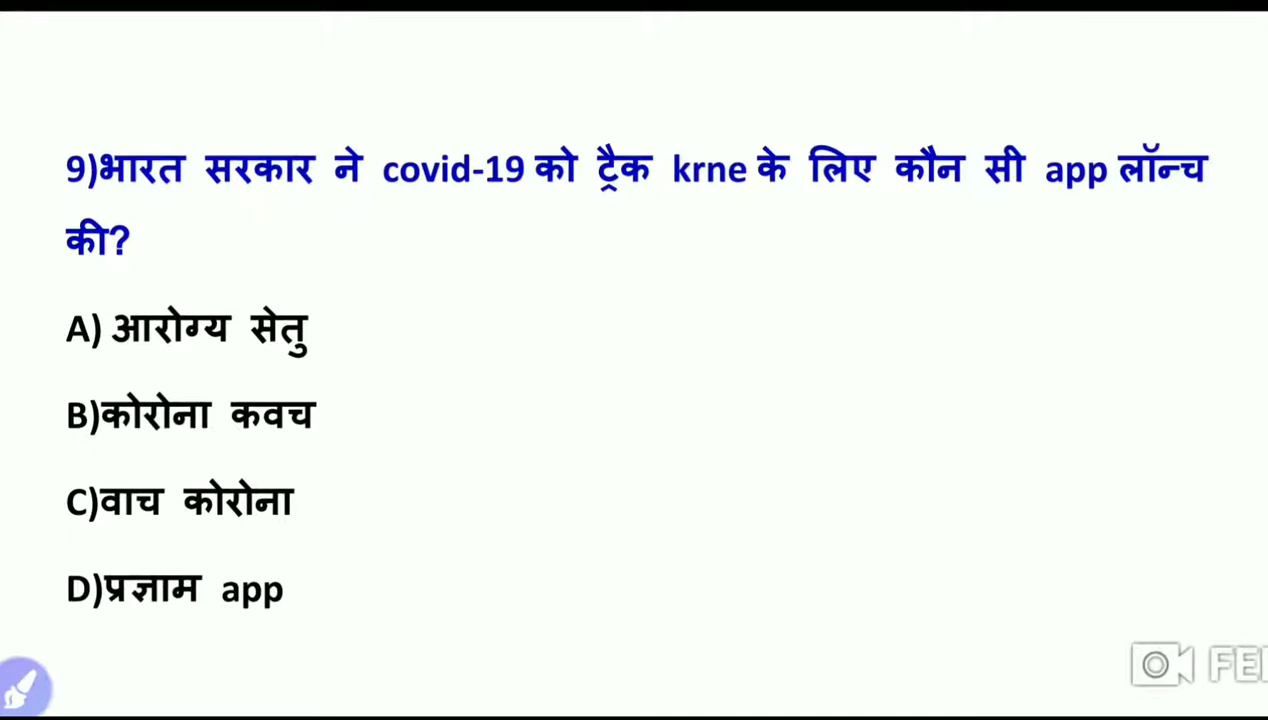 9)भारत सरकार ने covid-19 को ट्रैक krne के लिए कौन सी app लॉन्च
की?
A) आरोग्य सेतु
B)कोरोना कवच
C)वाच कोरोना
D)प्रज्ञाम app